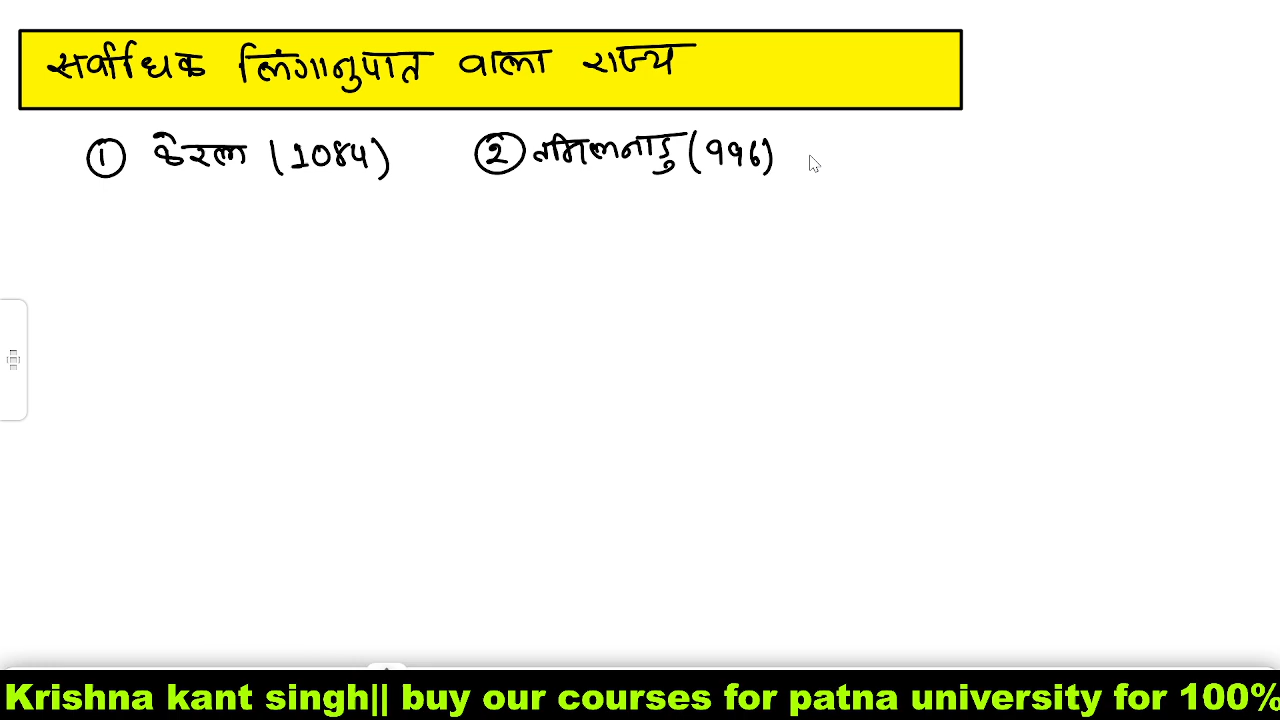 सर्वाधिक लिंगानुपात वाला राज्य
① केरल (1084) ② तमिलनाडु (996)
Krishna kant singh|| buy our courses for patna university for 100%